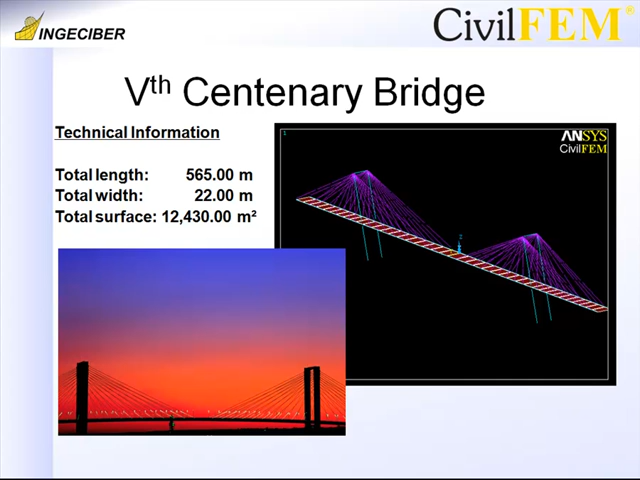 INGECIBER
CivilFEM®
Vth Centenary Bridge
Technical Information
Total length: 565.00 m
Total width: 22.00 m
Total surface: 12,430.00 m²
1
ANSYS
CivilFEM